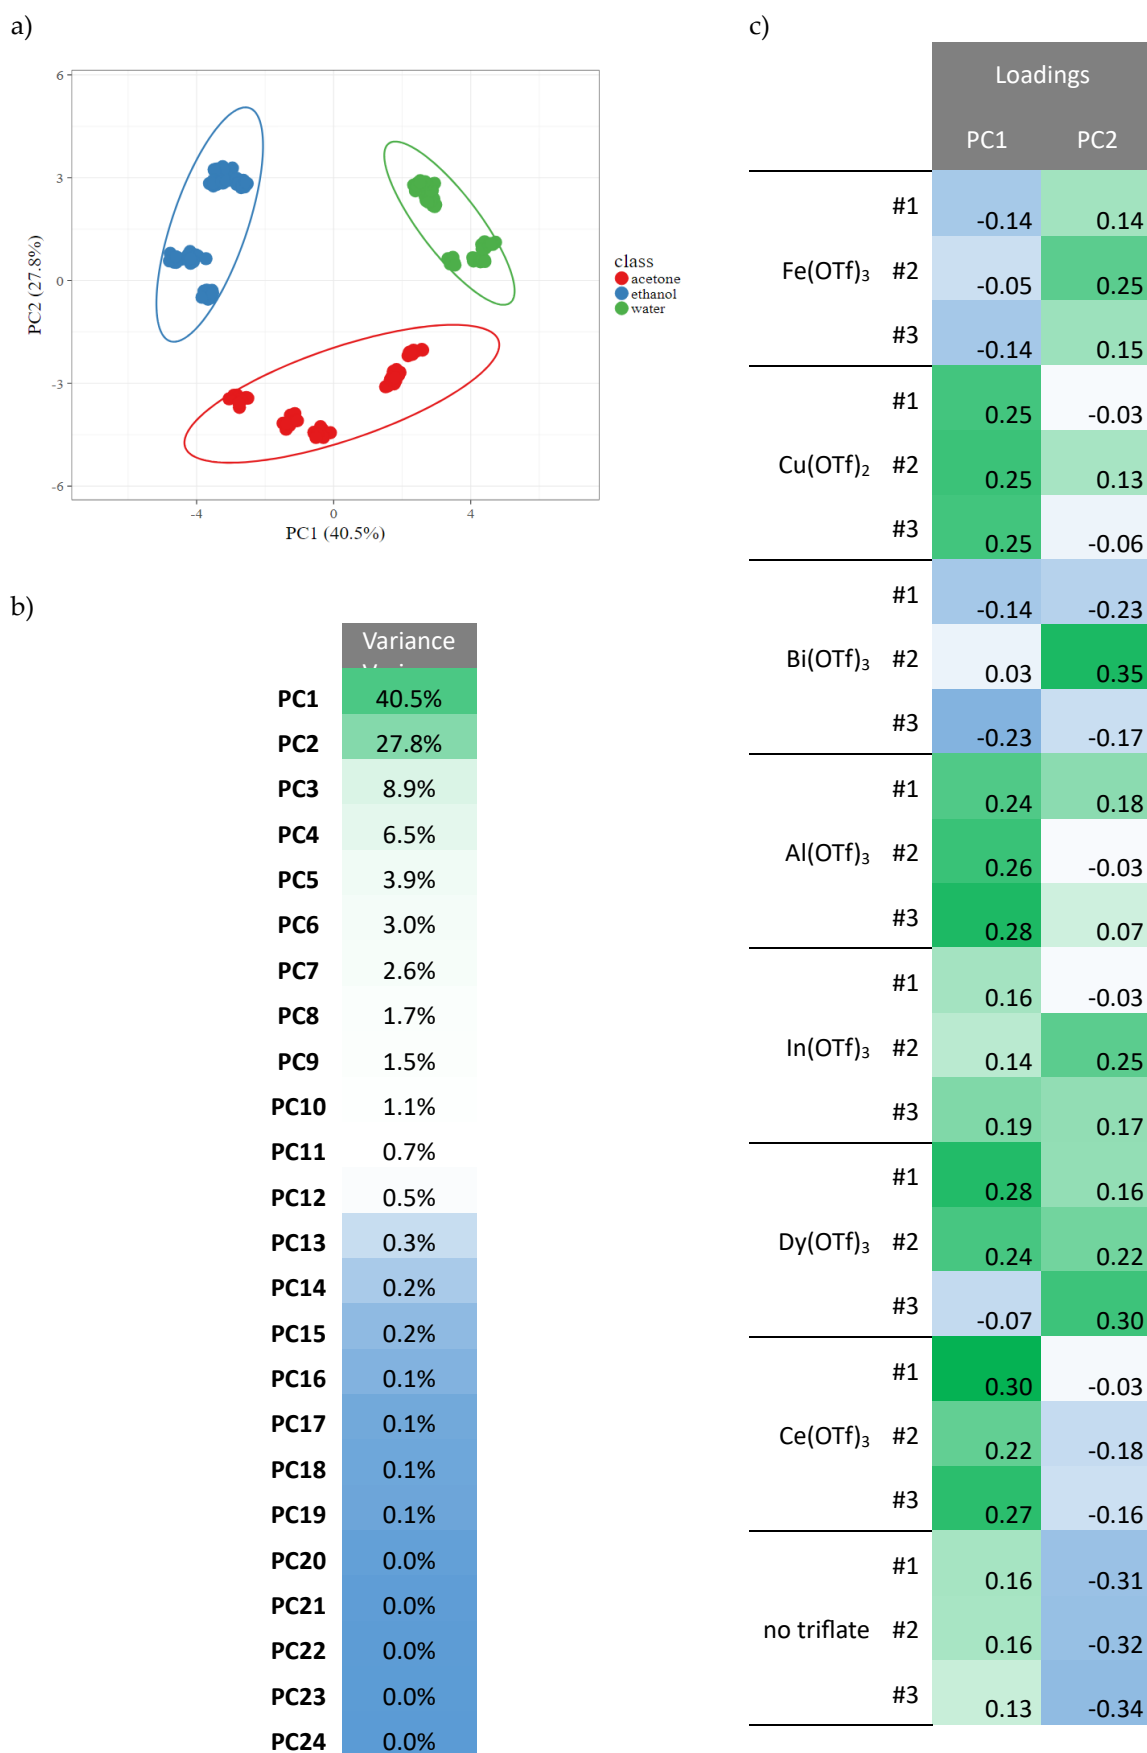 a)
6
3
0
-3
-6
PC2 (27.8%)
-4
0
4
PC1 (40.5%)
class
acetone
ethanol
water
b)
Variance
PC1 40.5%
PC2 27.8%
PC3 8.9%
PC4 6.5%
PC5 3.9%
PC6 3.0%
PC7 2.6%
PC8 1.7%
PC9 1.5%
PC10 1.1%
PC11 0.7%
PC12 0.5%
PC13 0.3%
PC14 0.2%
PC15 0.2%
PC16 0.1%
PC17 0.1%
PC18 0.1%
PC19 0.1%
PC20 0.0%
PC21 0.0%
PC22 0.0%
PC23 0.0%
PC24 0.0%
c)
Loadings
PC1 PC2
#1 -0.14 0.14
Fe(OTf)₃ #2 -0.05 0.25
#3 -0.14 0.15
#1 0.25 -0.03
Cu(OTf)₂ #2 0.25 0.13
#3 0.25 -0.06
#1 -0.14 -0.23
Bi(OTf)₃ #2 0.03 0.35
#3 -0.23 -0.17
#1 0.24 0.18
Al(OTf)₃ #2 0.26 -0.03
#3 0.28 0.07
#1 0.16 -0.03
In(OTf)₃ #2 0.14 0.25
#3 0.19 0.17
#1 0.28 0.16
Dy(OTf)₃ #2 0.24 0.22
#3 -0.07 0.30
#1 0.30 -0.03
Ce(OTf)₃ #2 0.22 -0.18
#3 0.27 -0.16
#1 0.16 -0.31
no triflate #2 0.16 -0.32
#3 0.13 -0.34